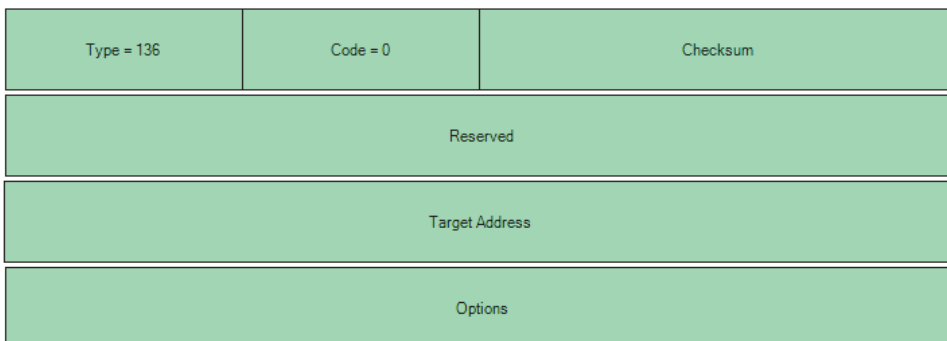 Type = 136 Code = 0 Checksum
Reserved
Target Address
Options